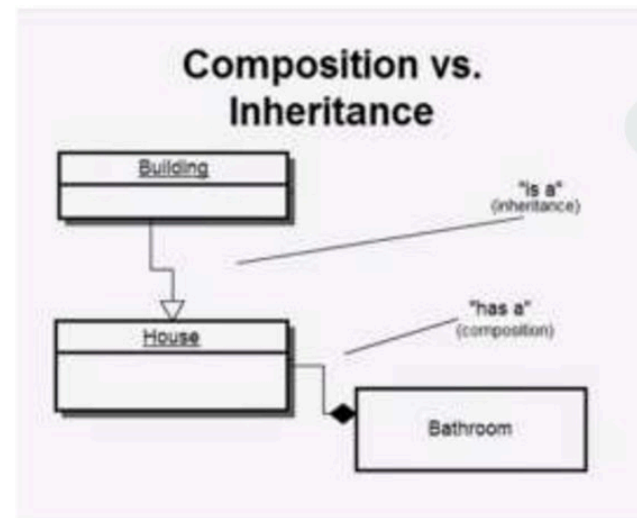 Composition vs.
Inheritance
Building
"is a"
(inheritance)
House
"has a"
(composition)
Bathroom